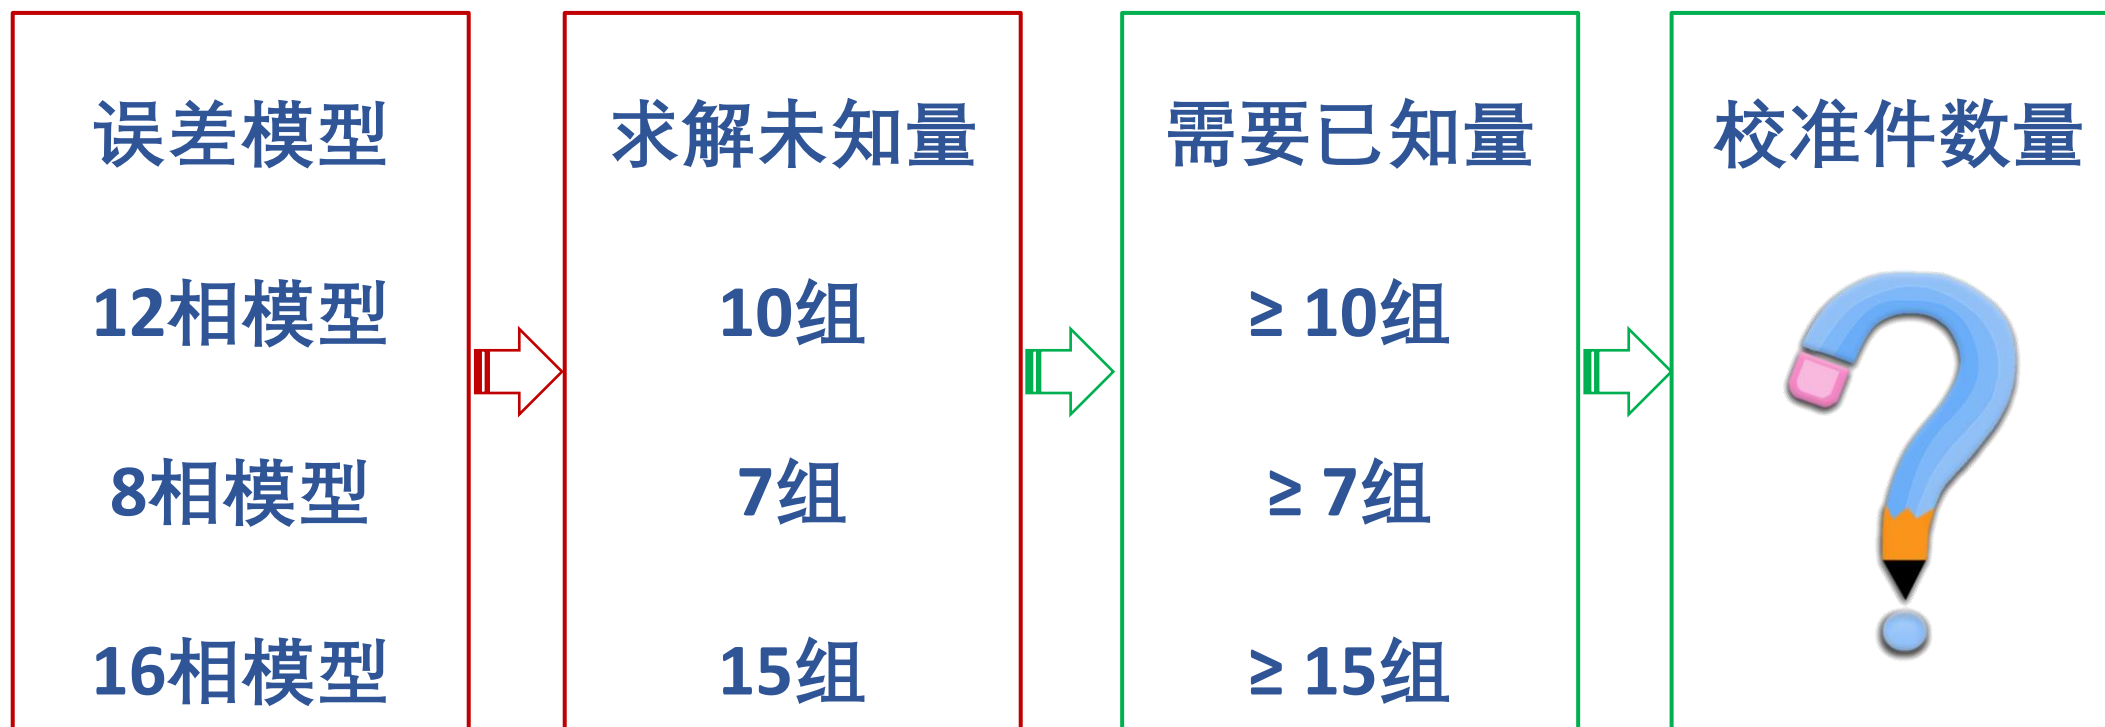 误差模型
12相模型
8相模型
16相模型
求解未知量
10组
7组
15组
需要已知量
≥ 10组
≥ 7组
≥ 15组
校准件数量